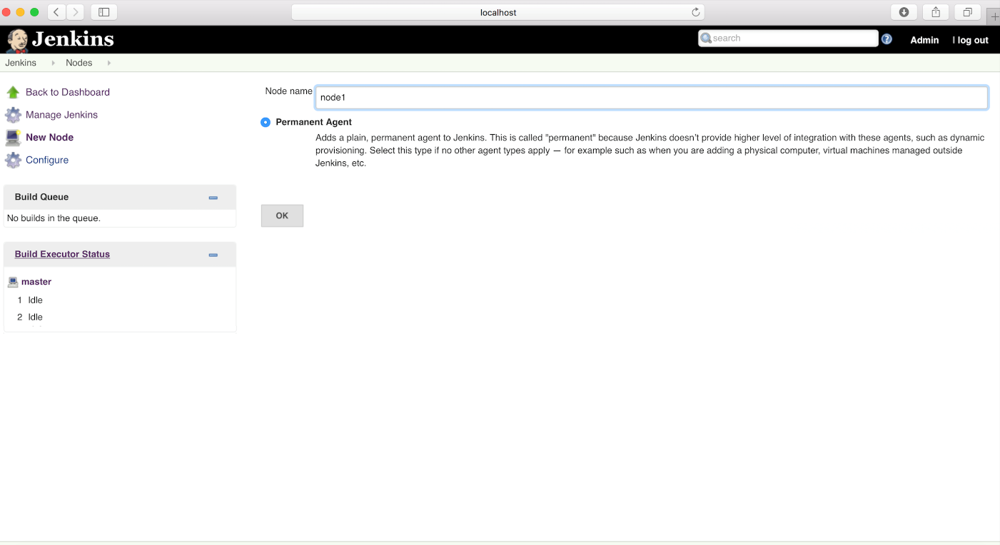 localhost
Jenkins
search
?
Admin
| log out
Jenkins
Nodes
Back to Dashboard
Manage Jenkins
New Node
Configure
Build Queue
No builds in the queue.
Build Executor Status
master
1 Idle
2 Idle
Node name
node1
Permanent Agent
Adds a plain, permanent agent to Jenkins. This is called "permanent" because Jenkins doesn't provide higher level of integration with these agents, such as dynamic
provisioning. Select this type if no other agent types apply — for example such as when you are adding a physical computer, virtual machines managed outside
Jenkins, etc.
OK